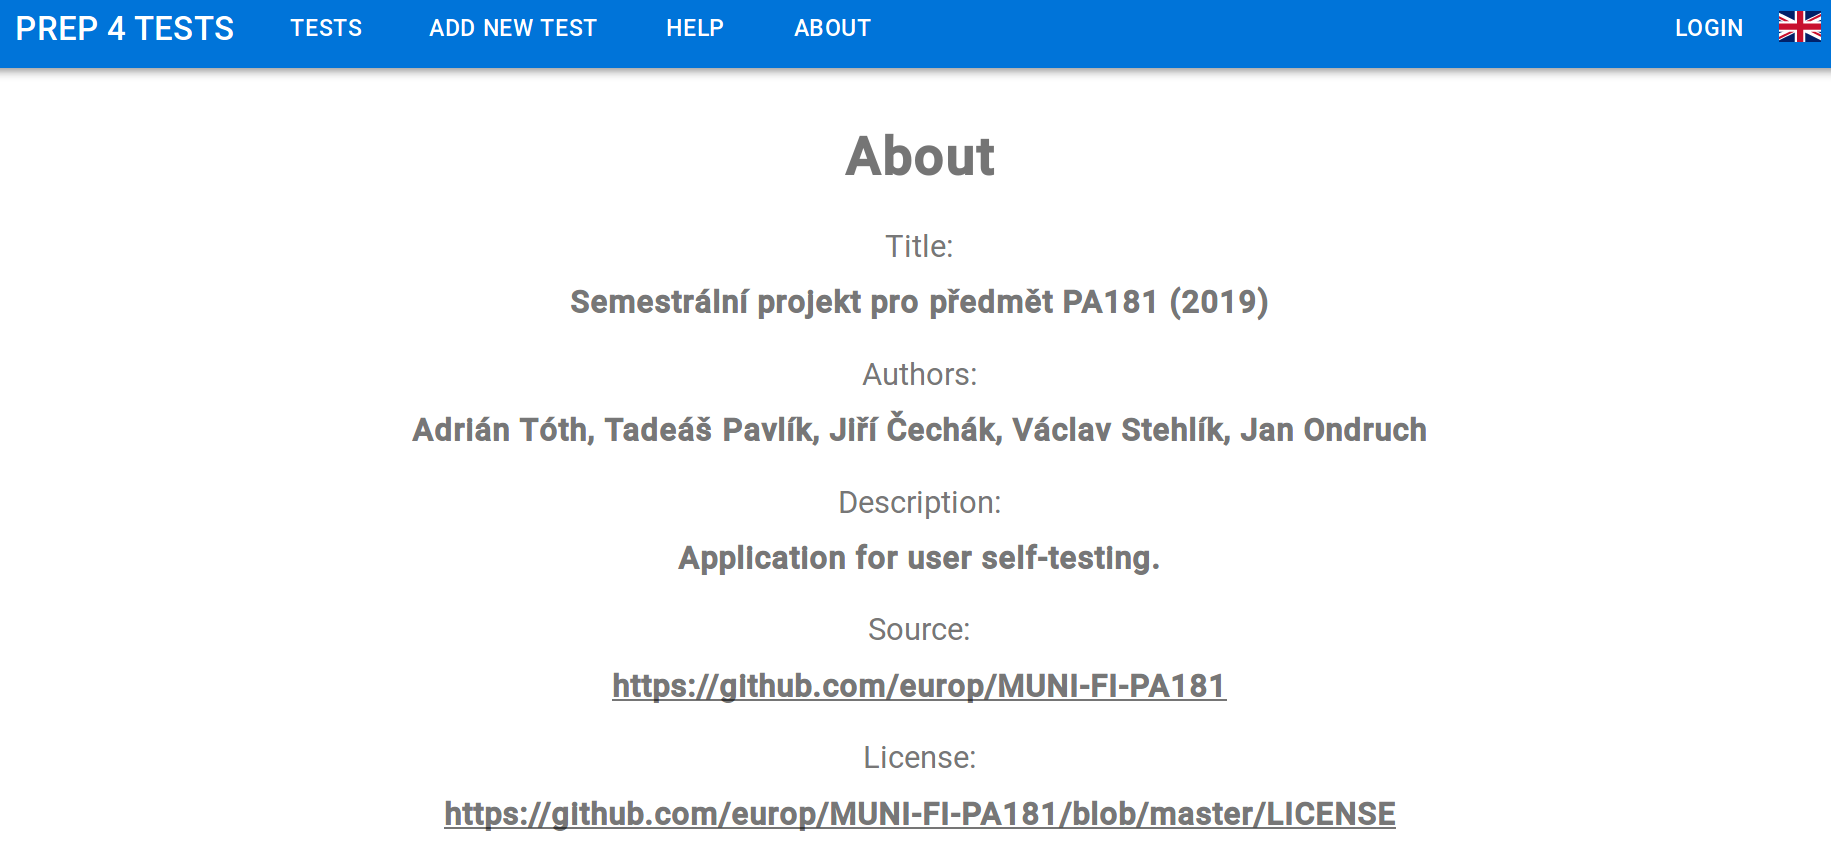 PREP 4 TESTS TESTS ADD NEW TEST HELP ABOUT LOGIN
About
Title:
Semestrální projekt pro předmět PA181 (2019)
Authors:
Adrián Tóth, Tadeáš Pavlík, Jiří Čechák, Václav Stehlík, Jan Ondruch
Description:
Application for user self-testing.
Source:
https://github.com/europ/MUNI-FI-PA181
License:
https://github.com/europ/MUNI-FI-PA181/blob/master/LICENSE